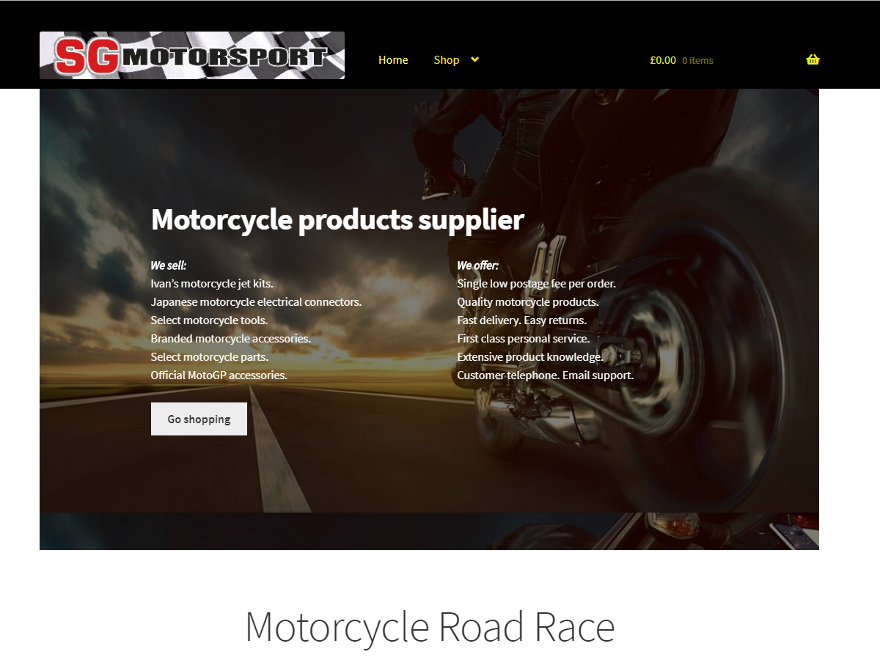 SG MOTORSPORT
Home
Shop
£0.00 0 items
Motorcycle products supplier
We sell:
Ivan’s motorcycle jet kits.
Japanese motorcycle electrical connectors.
Select motorcycle tools.
Branded motorcycle accessories.
Select motorcycle parts.
Official MotoGP accessories.
We offer:
Single low postage fee per order.
Quality motorcycle products.
Fast delivery. Easy returns.
First class personal service.
Extensive product knowledge.
Customer telephone. Email support.
Go shopping
Motorcycle Road Race